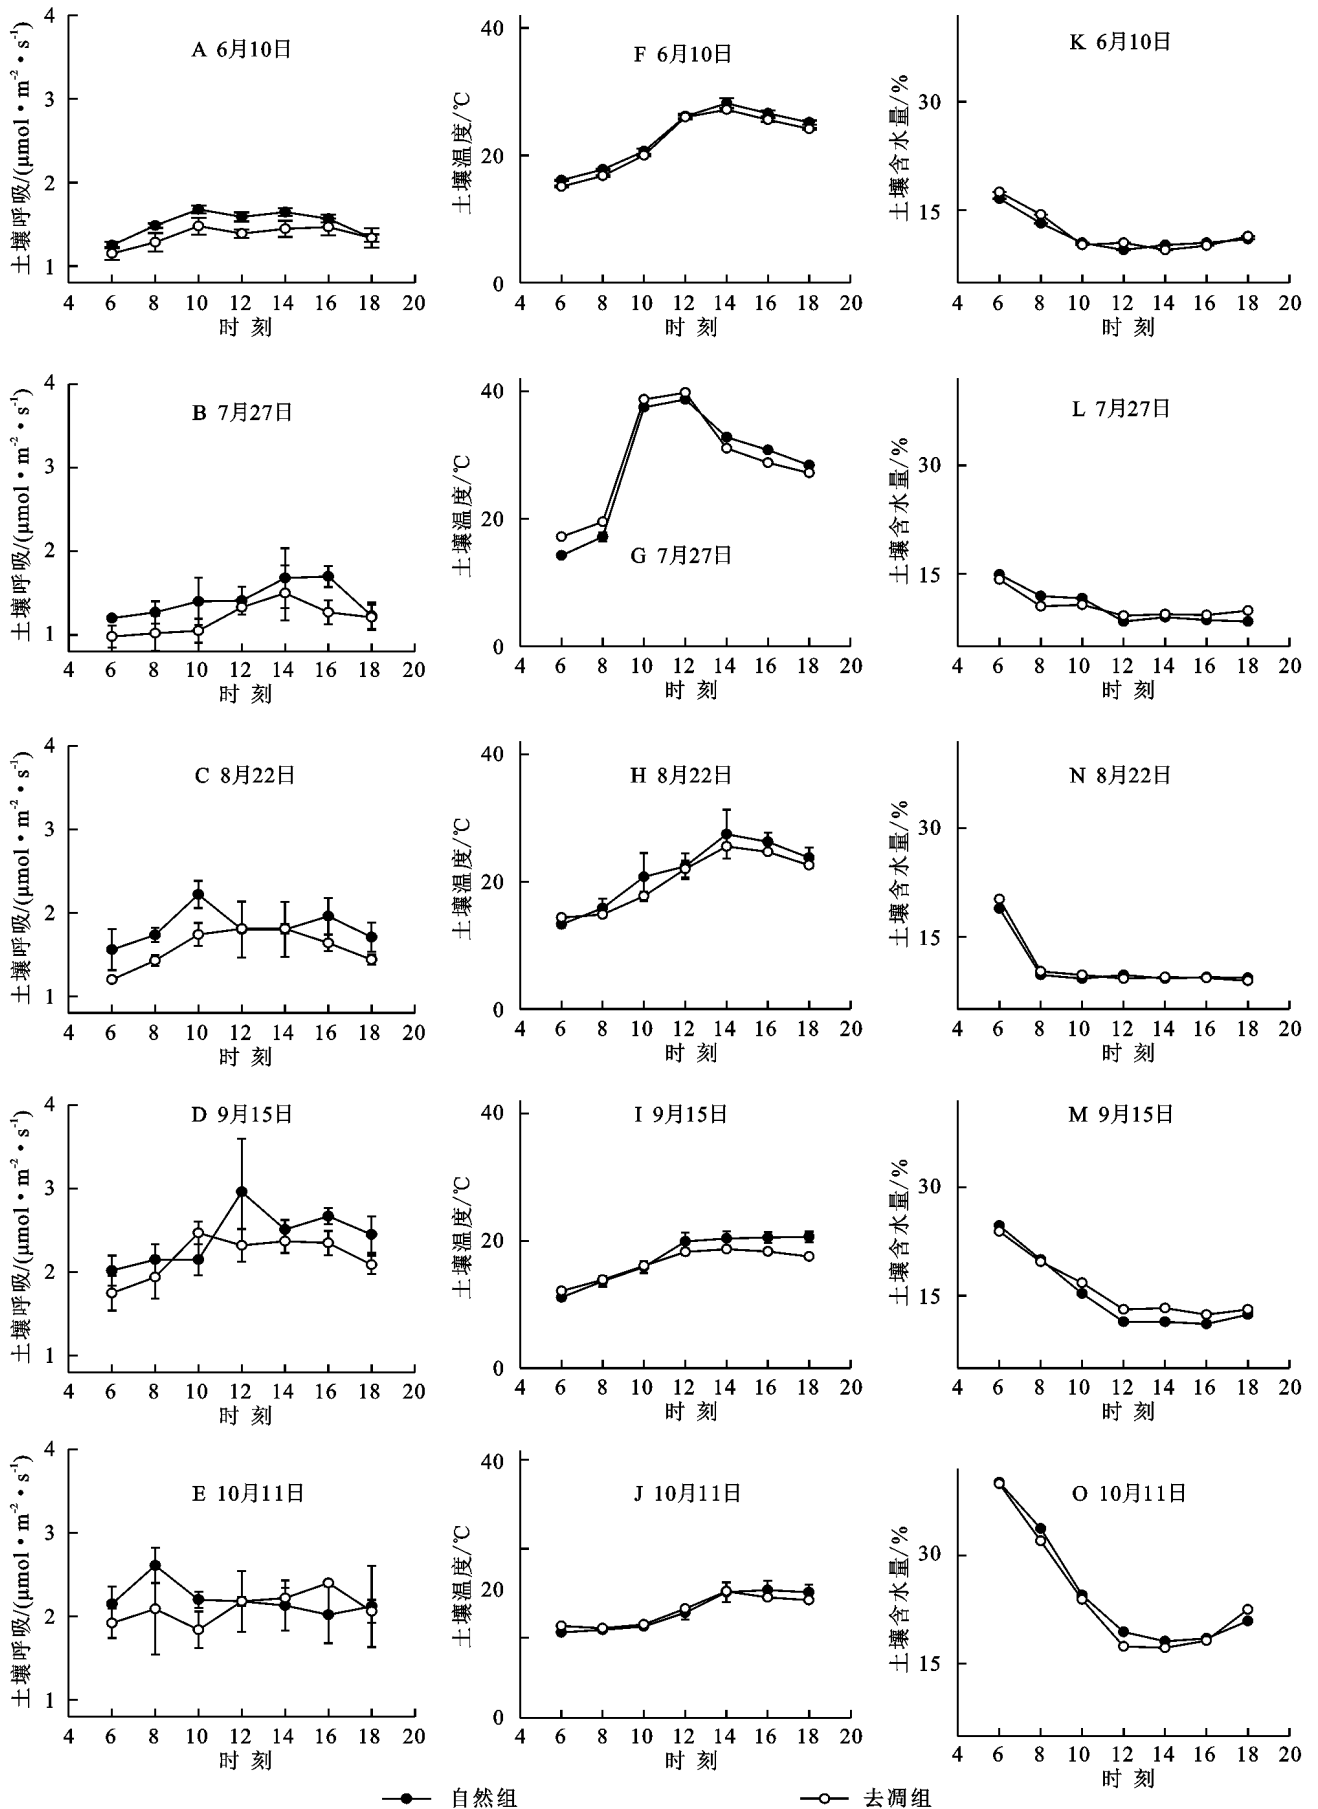 土壤呼吸/(μmol·m⁻²·s⁻¹)
4
3
2
1
A 6月10日
4 6 8 10 12 14 16 18 20
时 刻
土壤温度/℃
40
20
0
F 6月10日
4 6 8 10 12 14 16 18 20
时 刻
土壤含水量/%
30
15
K 6月10日
4 6 8 10 12 14 16 18 20
时 刻
土壤呼吸/(μmol·m⁻²·s⁻¹)
4
3
2
1
B 7月27日
4 6 8 10 12 14 16 18 20
时 刻
土壤温度/℃
40
20
0
G 7月27日
4 6 8 10 12 14 16 18 20
时 刻
土壤含水量/%
30
15
L 7月27日
4 6 8 10 12 14 16 18 20
时 刻
土壤呼吸/(μmol·m⁻²·s⁻¹)
4
3
2
1
C 8月22日
4 6 8 10 12 14 16 18 20
时 刻
土壤温度/℃
40
20
0
H 8月22日
4 6 8 10 12 14 16 18 20
时 刻
土壤含水量/%
30
15
N 8月22日
4 6 8 10 12 14 16 18 20
时 刻
土壤呼吸/(μmol·m⁻²·s⁻¹)
4
3
2
1
D 9月15日
4 6 8 10 12 14 16 18 20
时 刻
土壤温度/℃
40
20
0
I 9月15日
4 6 8 10 12 14 16 18 20
时 刻
土壤含水量/%
30
15
M 9月15日
4 6 8 10 12 14 16 18 20
时 刻
土壤呼吸/(μmol·m⁻²·s⁻¹)
4
3
2
1
E 10月11日
4 6 8 10 12 14 16 18 20
时 刻
土壤温度/℃
40
20
0
J 10月11日
4 6 8 10 12 14 16 18 20
时 刻
土壤含水量/%
30
15
O 10月11日
4 6 8 10 12 14 16 18 20
时 刻
自然组
去凋组